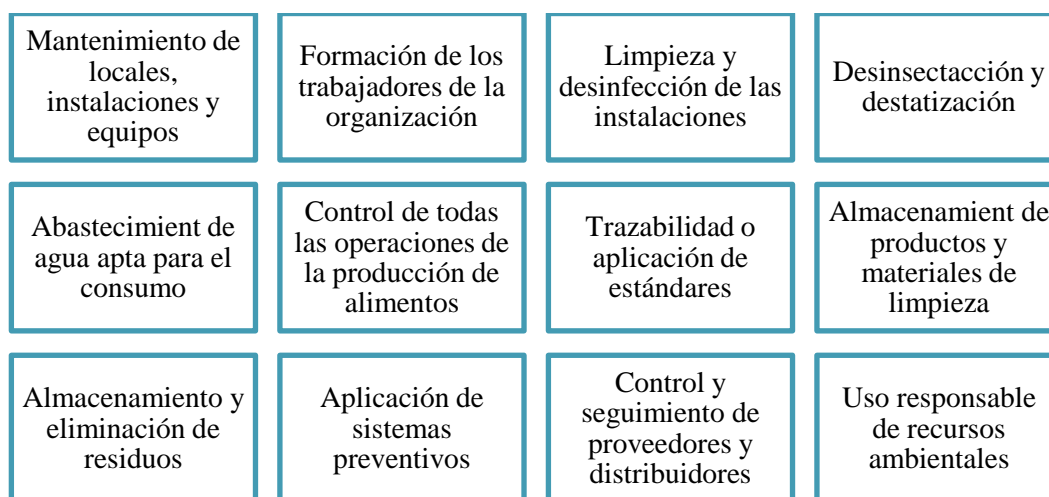 Mantenimiento de
locales,
instalaciones y
equipos
Formación de los
trabajadores de la
organización
Limpieza y
desinfección de las
instalaciones
Desinsectacción y
destatización
Abastecimient de
agua apta para el
consumo
Control de todas
las operaciones de
la producción de
alimentos
Trazabilidad o
aplicación de
estándares
Almacenamient de
productos y
materiales de
limpieza
Almacenamiento y
eliminación de
residuos
Aplicación de
sistemas
preventivos
Control y
seguimiento de
proveedores y
distribuidores
Uso responsable
de recursos
ambientales